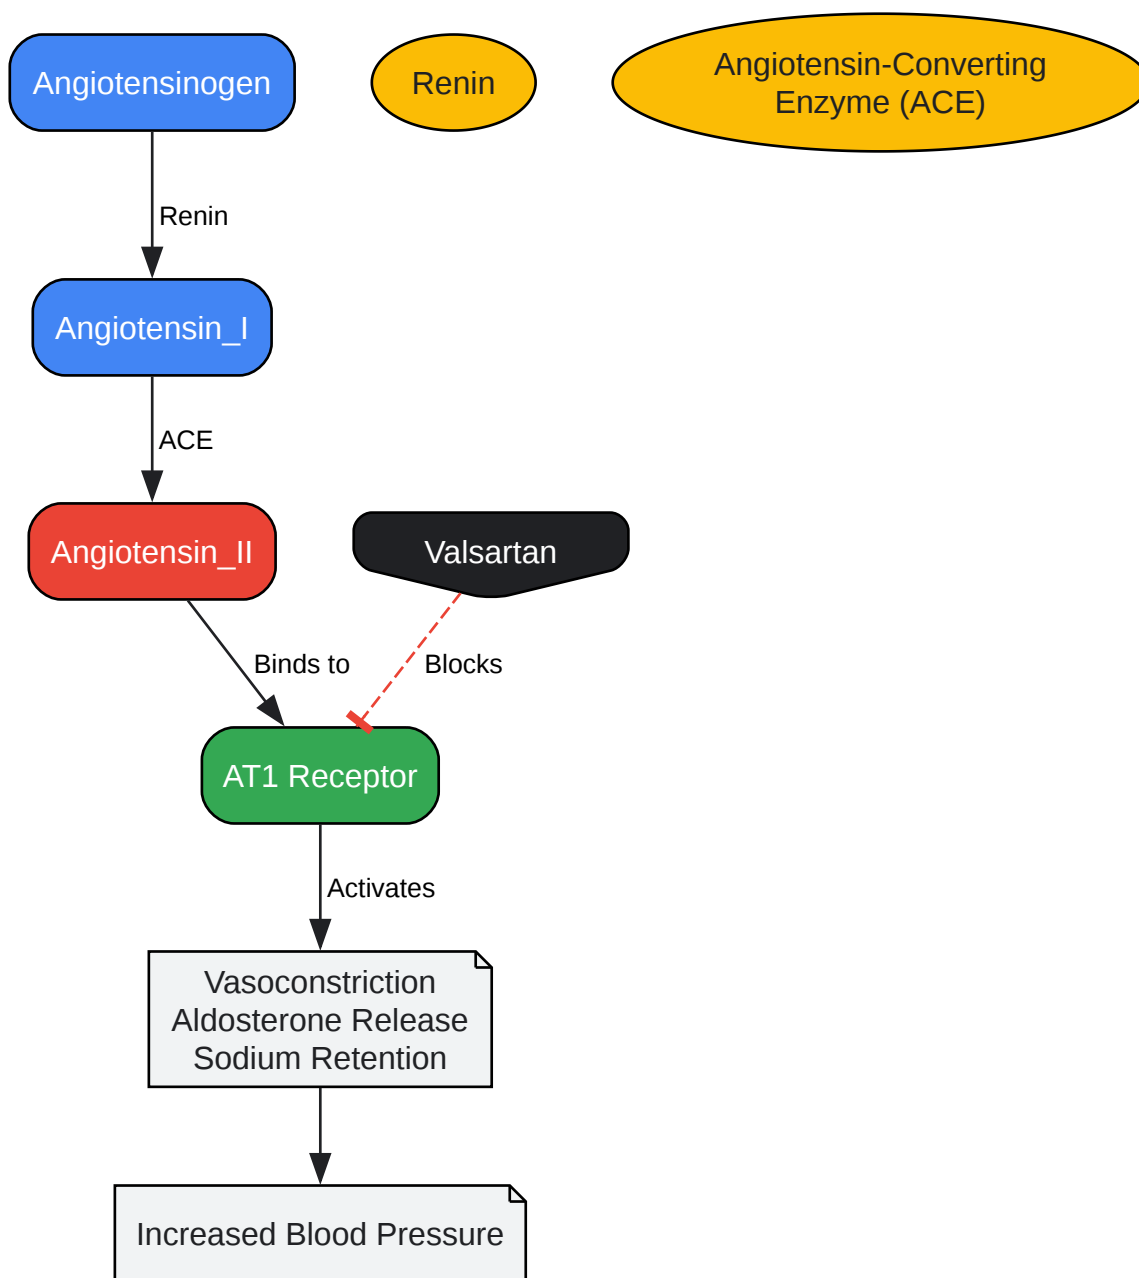 Angiotensinogen
Renin
Angiotensin-Converting
Enzyme (ACE)
Renin
Angiotensin_I
ACE
Angiotensin_II
Valsartan
Binds to
Blocks
AT1 Receptor
Activates
Vasoconstriction
Aldosterone Release
Sodium Retention
Increased Blood Pressure